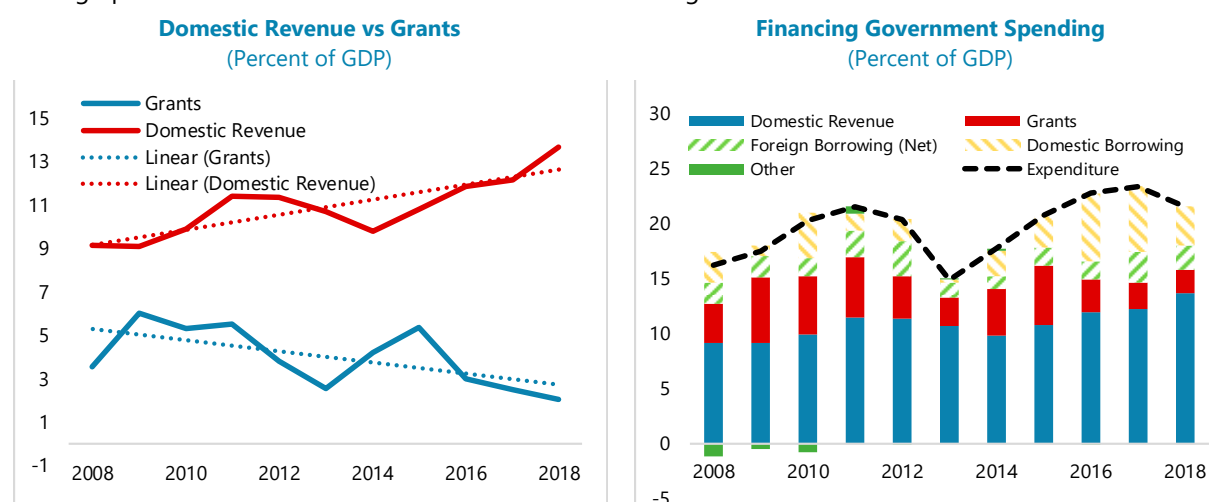 Domestic Revenue vs Grants
(Percent of GDP)
15
13
11
9
7
5
3
1
-1
Grants
Domestic Revenue
Linear (Grants)
Linear (Domestic Revenue)
2008 2010 2012 2014 2016 2018
Financing Government Spending
(Percent of GDP)
30
25
20
15
10
5
0
-5
Domestic Revenue Grants
Foreign Borrowing (Net) Domestic Borrowing
Other Expenditure
2008 2010 2012 2014 2016 2018